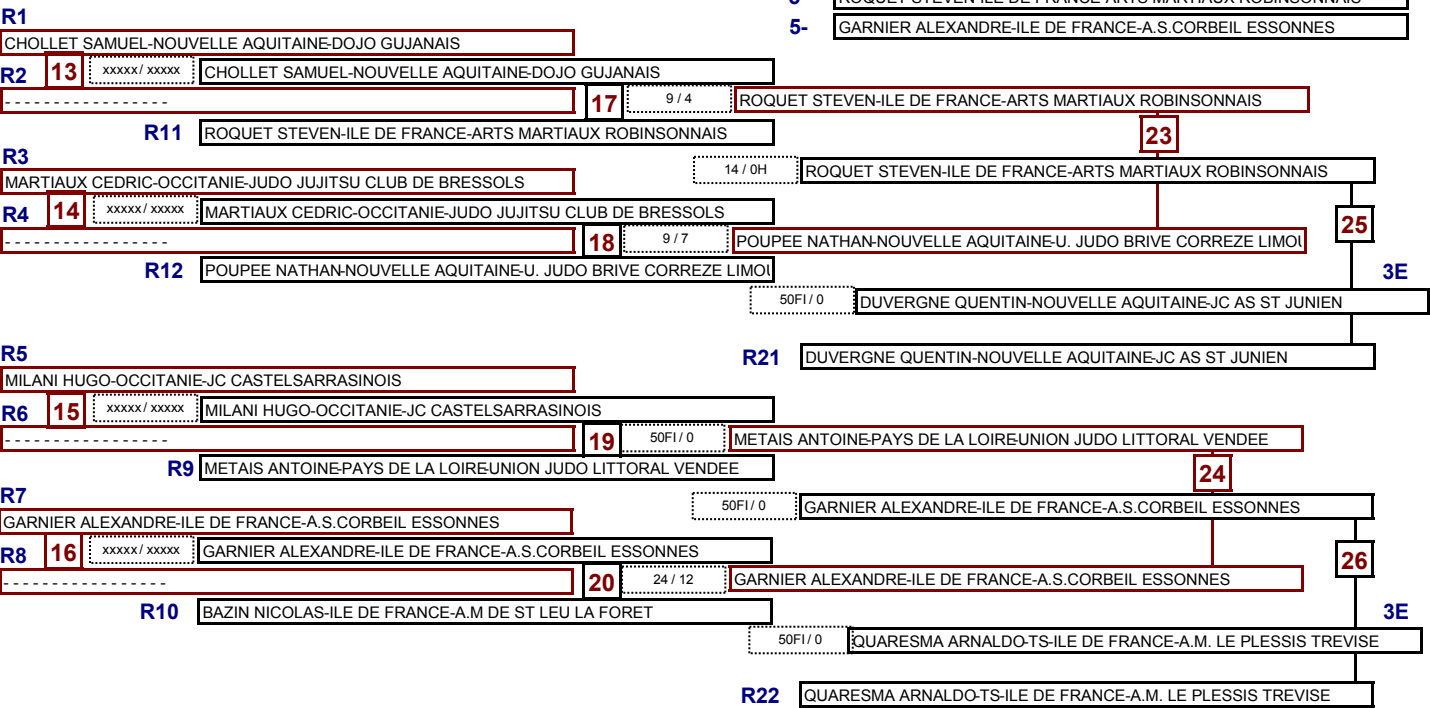 ROQUET STEVEN-ILE DE FRANCE-ARTS MARTIAUX ROBINSONNAIS
R1
5- GARNIER ALEXANDRE-ILE DE FRANCE-A.S.CORBEIL ESSONNES
CHOLLET SAMUEL-NOUVELLE AQUITAINE-DOJO GUJANAIS
R2 13 xxxxx / xxxxx CHOLLET SAMUEL-NOUVELLE AQUITAINE-DOJO GUJANAIS
- - - - - - - - - - - - - - - - - 17 9 / 4 ROQUET STEVEN-ILE DE FRANCE-ARTS MARTIAUX ROBINSONNAIS
R11 ROQUET STEVEN-ILE DE FRANCE-ARTS MARTIAUX ROBINSONNAIS 23
R3
14 / 0H ROQUET STEVEN-ILE DE FRANCE-ARTS MARTIAUX ROBINSONNAIS
MARTIAUX CEDRIC-OCCITANIE-JUDO JUJITSU CLUB DE BRESSOLS
R4 14 xxxxx / xxxxx MARTIAUX CEDRIC-OCCITANIE-JUDO JUJITSU CLUB DE BRESSOLS 25
- - - - - - - - - - - - - - - - - 18 9 / 7 POUPEE NATHAN-NOUVELLE AQUITAINE-U. JUDO BRIVE CORREZE LIMOU
R12 POUPEE NATHAN-NOUVELLE AQUITAINE-U. JUDO BRIVE CORREZE LIMOU 3E
50FI / 0 DUVERGNE QUENTIN-NOUVELLE AQUITAINE-JC AS ST JUNIEN
R5
R21 DUVERGNE QUENTIN-NOUVELLE AQUITAINE-JC AS ST JUNIEN
MILANI HUGO-OCCITANIE-JC CASTELSARRASINOIS
R6 15 xxxxx / xxxxx MILANI HUGO-OCCITANIE-JC CASTELSARRASINOIS
- - - - - - - - - - - - - - - - - 19 50FI / 0 METAIS ANTOINE-PAYS DE LA LOIRE-UNION JUDO LITTORAL VENDEE
R9 METAIS ANTOINE-PAYS DE LA LOIRE-UNION JUDO LITTORAL VENDEE 24
R7
50FI / 0 GARNIER ALEXANDRE-ILE DE FRANCE-A.S.CORBEIL ESSONNES
GARNIER ALEXANDRE-ILE DE FRANCE-A.S.CORBEIL ESSONNES
R8 16 xxxxx / xxxxx GARNIER ALEXANDRE-ILE DE FRANCE-A.S.CORBEIL ESSONNES 26
- - - - - - - - - - - - - - - - - 20 24 / 12 GARNIER ALEXANDRE-ILE DE FRANCE-A.S.CORBEIL ESSONNES
R10 BAZIN NICOLAS-ILE DE FRANCE-A.M DE ST LEU LA FORET 3E
50FI / 0 QUARESMA ARNALDO-TS-ILE DE FRANCE-A.M. LE PLESSIS TREVISE
R22 QUARESMA ARNALDO-TS-ILE DE FRANCE-A.M. LE PLESSIS TREVISE